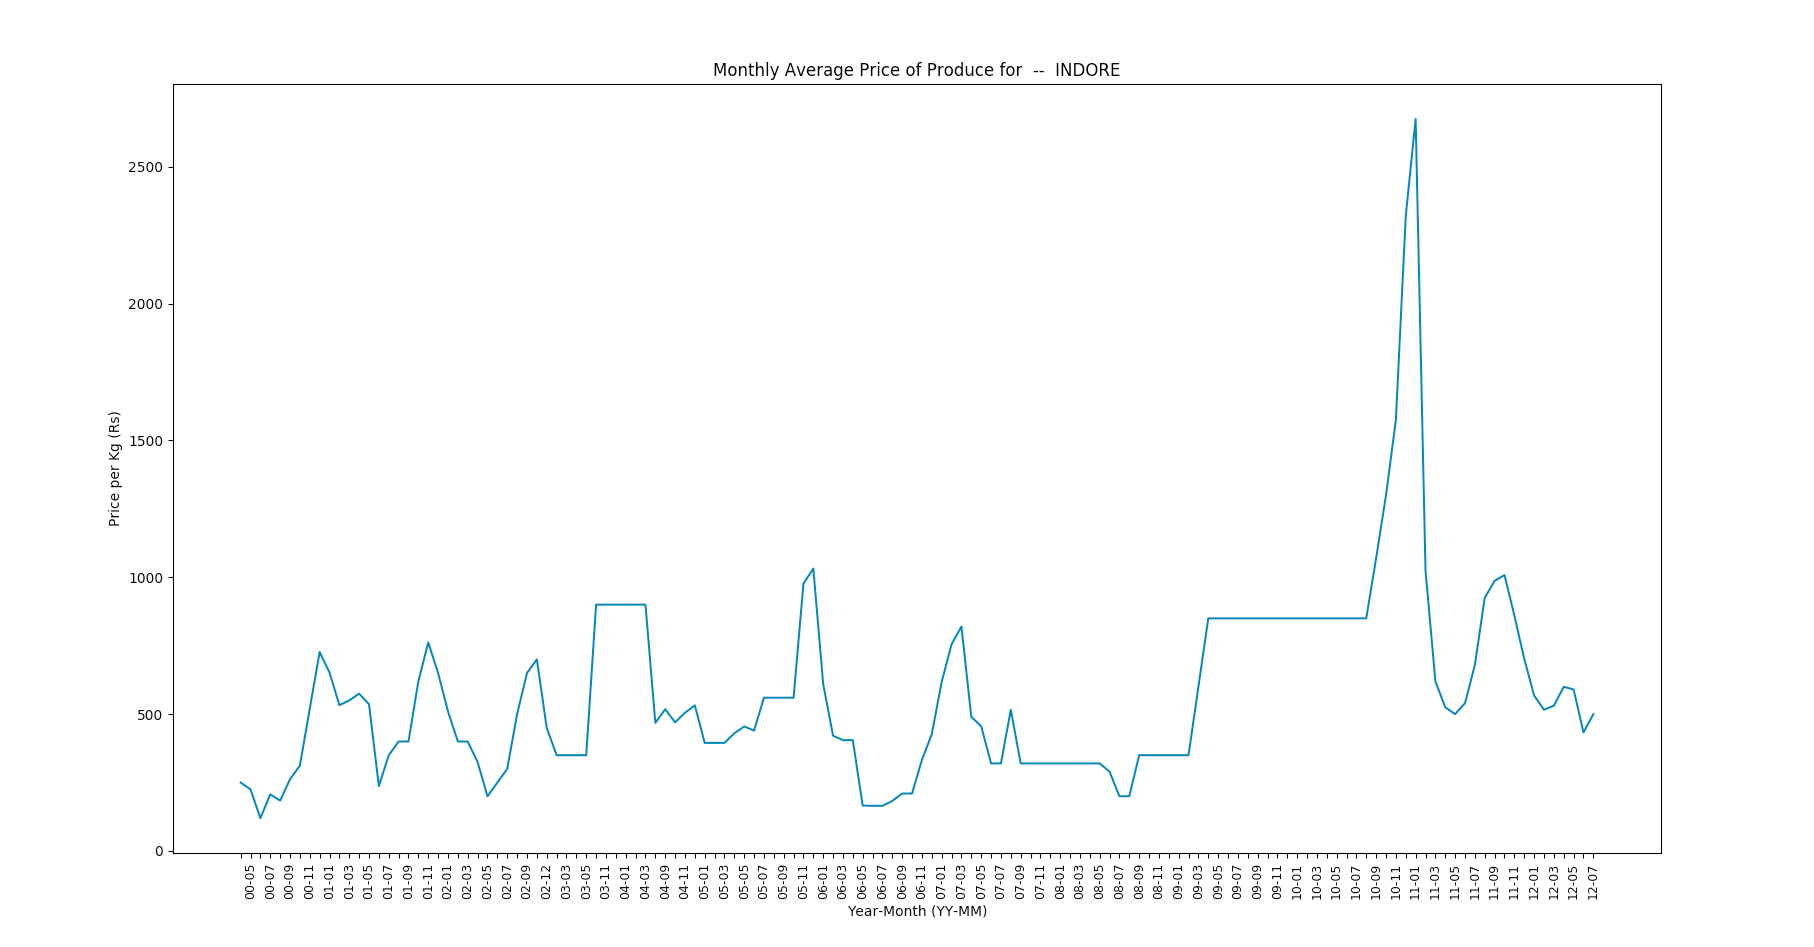 Monthly Average Price of Produce for  --  INDORE
Price per Kg (Rs)
2500
2000
1500
1000
500
0
00-05 00-07 00-09 00-11 01-01 01-03 01-05 01-07 01-09 01-11 02-01 02-03 02-05 02-07 02-09 02-12 03-03 03-05 03-11 04-01 04-03 04-09 04-11 05-01 05-03 05-05 05-07 05-09 05-11 06-01 06-03 06-05 06-07 06-09 06-11 07-01 07-03 07-05 07-07 07-09 07-11 08-01 08-03 08-05 08-07 08-09 08-11 09-01 09-03 09-05 09-07 09-09 09-11 10-01 10-03 10-05 10-07 10-09 10-11 11-01 11-03 11-05 11-07 11-09 11-11 12-01 12-03 12-05 12-07
Year-Month (YY-MM)